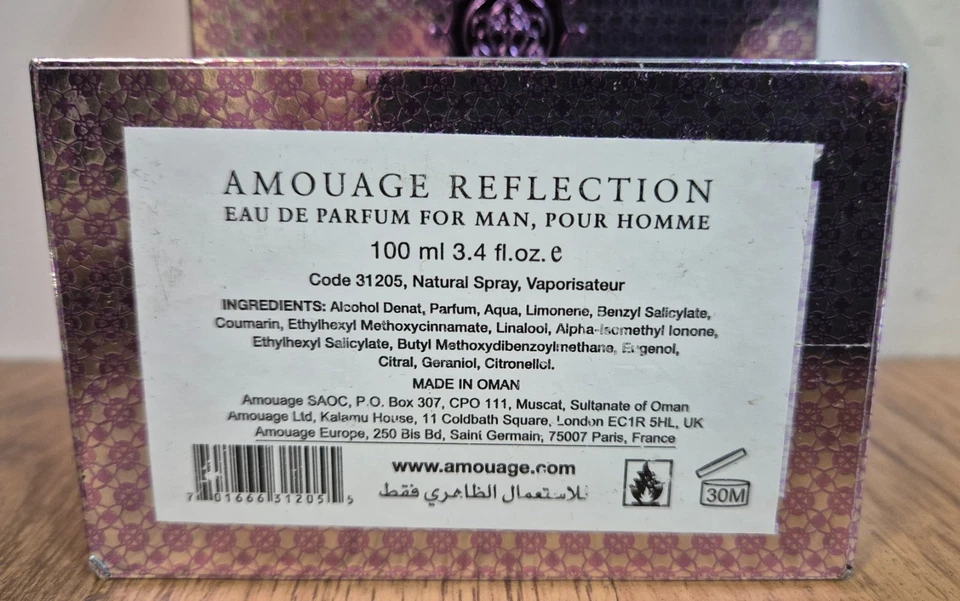 AMOUAGE REFLECTION
EAU DE PARFUM FOR MAN, POUR HOMME
100 ml 3.4 fl.oz. e
Code 31205, Natural Spray, Vaporisateur
INGREDIENTS: Alcohol Denat, Parfum, Aqua, Limonene, Benzyl Salicylate,
Coumarin, Ethylhexyl Methoxycinnamate, Linalool, Alpha-Isomethyl Ionone,
Ethylhexyl Salicylate, Butyl Methoxydibenzoylmethane, Eugenol,
Citral, Geraniol, Citronellol.
MADE IN OMAN
Amouage SAOC, P.O. Box 307, CPO 111, Muscat, Sultanate of Oman
Amouage Ltd, Kalamu House, 11 Coldbath Square, London EC1R 5HL, UK
Amouage Europe, 250 Bis Bd, Saint Germain, 75007 Paris, France
www.amouage.com
للاستعمال الظاهري فقط
7 01666 31205 5
30M